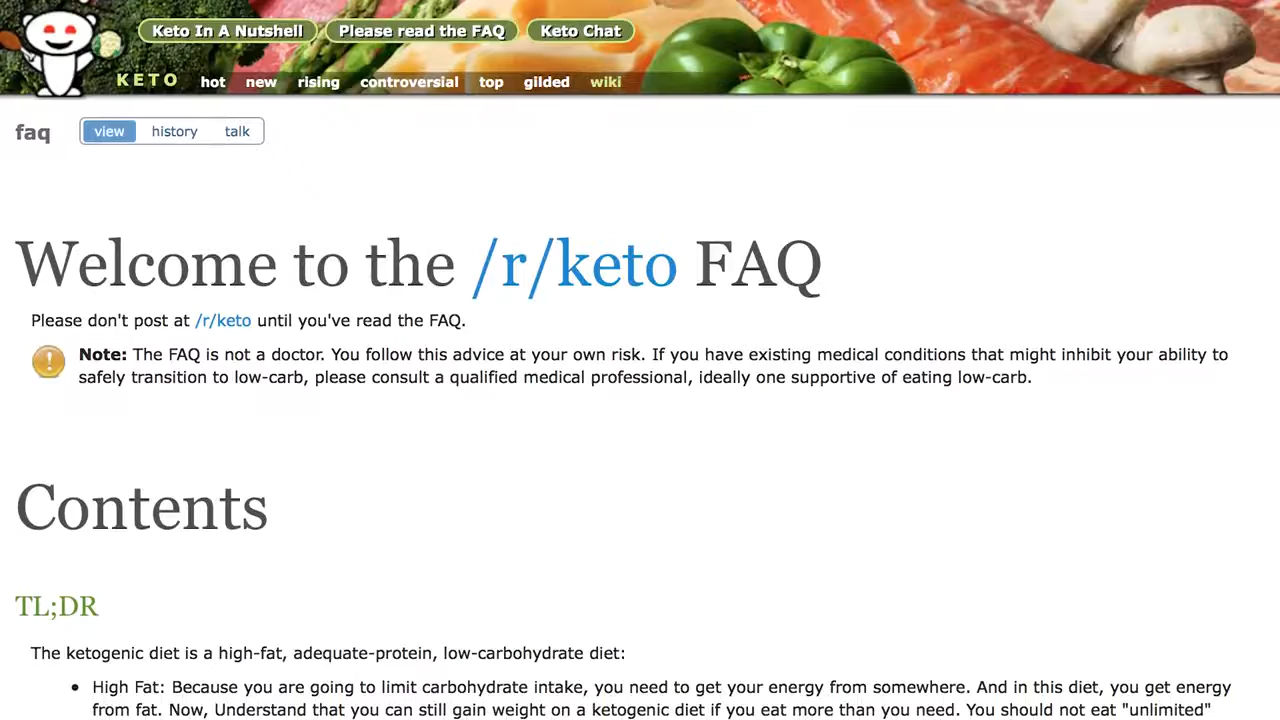 Keto In A Nutshell Please read the FAQ Keto Chat
KETO hot new rising controversial top gilded wiki
faq view history talk
Welcome to the /r/keto FAQ
Please don't post at /r/keto until you've read the FAQ.
Note: The FAQ is not a doctor. You follow this advice at your own risk. If you have existing medical conditions that might inhibit your ability to
safely transition to low-carb, please consult a qualified medical professional, ideally one supportive of eating low-carb.
Contents
TL;DR
The ketogenic diet is a high-fat, adequate-protein, low-carbohydrate diet:
• High Fat: Because you are going to limit carbohydrate intake, you need to get your energy from somewhere. And in this diet, you get energy
from fat. Now, Understand that you can still gain weight on a ketogenic diet if you eat more than you need. You should not eat "unlimited"